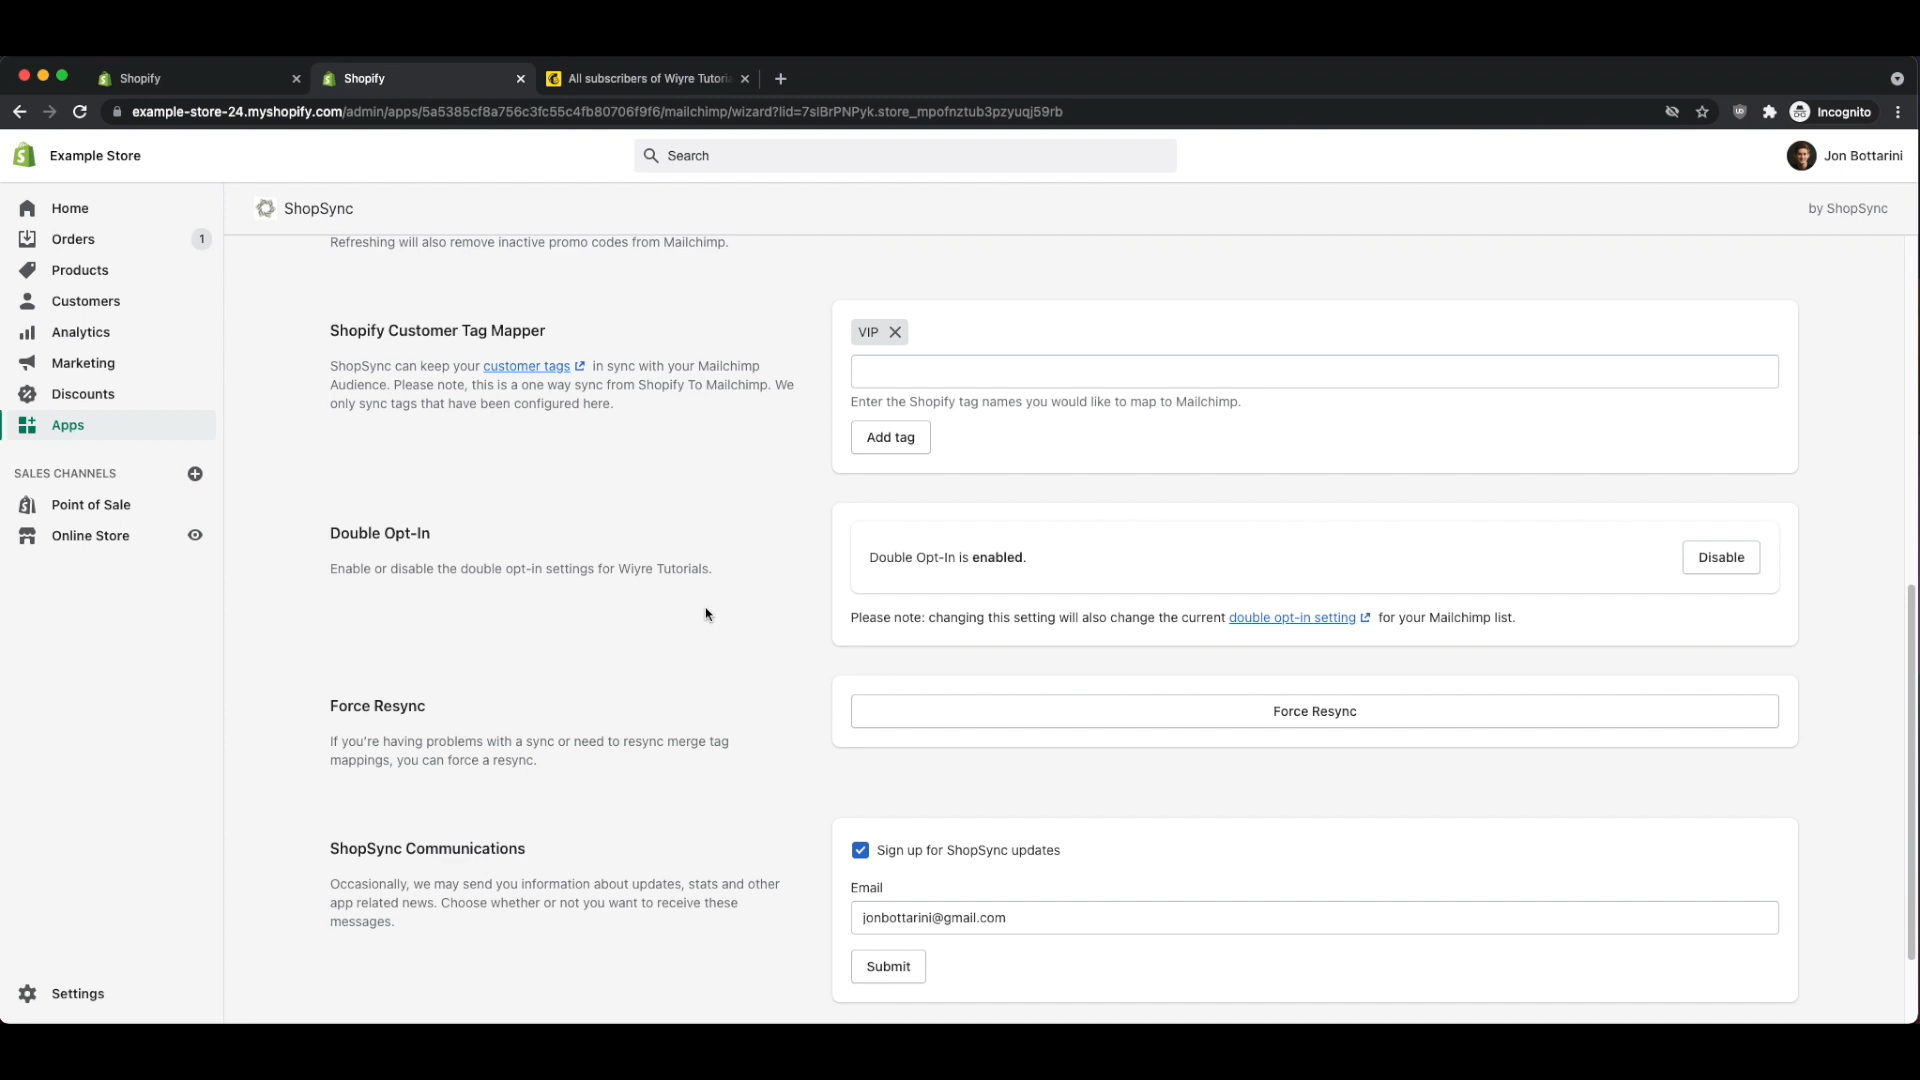 Shopify
Shopify
All subscribers of Wiyre Tutoria
example-store-24.myshopify.com/admin/apps/5a5385cf8a756c3fc55c4fb80706f9f6/mailchimp/wizard?lid=7slBrPNPyk.store_mpofnztub3pzyuqj59rb
Incognito
Example Store
Search
Jon Bottarini
Home
Orders
1
Products
Customers
Analytics
Marketing
Discounts
Apps
SALES CHANNELS
Point of Sale
Online Store
Settings
ShopSync
by ShopSync
Refreshing will also remove inactive promo codes from Mailchimp.
Shopify Customer Tag Mapper
ShopSync can keep your customer tags in sync with your Mailchimp
Audience. Please note, this is a one way sync from Shopify To Mailchimp. We
only sync tags that have been configured here.
VIP
Enter the Shopify tag names you would like to map to Mailchimp.
Add tag
Double Opt-In
Enable or disable the double opt-in settings for Wiyre Tutorials.
Double Opt-In is enabled.
Disable
Please note: changing this setting will also change the current double opt-in setting for your Mailchimp list.
Force Resync
If you're having problems with a sync or need to resync merge tag
mappings, you can force a resync.
Force Resync
ShopSync Communications
Occasionally, we may send you information about updates, stats and other
app related news. Choose whether or not you want to receive these
messages.
Sign up for ShopSync updates
Email
jonbottarini@gmail.com
Submit